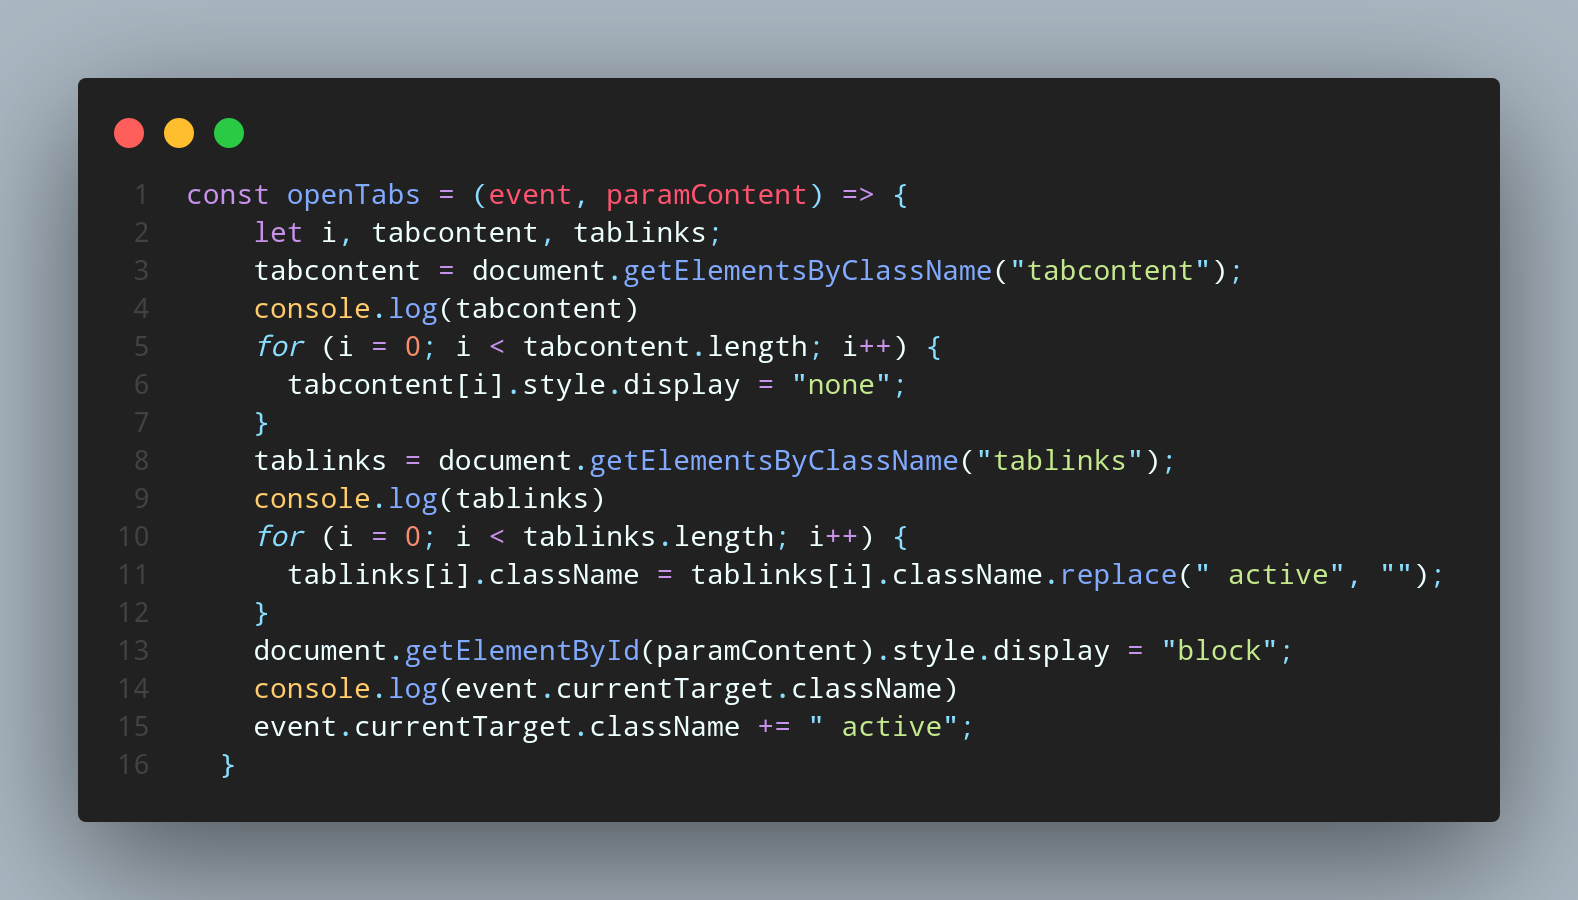 1 const openTabs = (event, paramContent) => {
2     let i, tabcontent, tablinks;
3     tabcontent = document.getElementsByClassName("tabcontent");
4     console.log(tabcontent)
5     for (i = 0; i < tabcontent.length; i++) {
6       tabcontent[i].style.display = "none";
7     }
8     tablinks = document.getElementsByClassName("tablinks");
9     console.log(tablinks)
10     for (i = 0; i < tablinks.length; i++) {
11       tablinks[i].className = tablinks[i].className.replace(" active", "");
12     }
13     document.getElementById(paramContent).style.display = "block";
14     console.log(event.currentTarget.className)
15     event.currentTarget.className += " active";
16   }